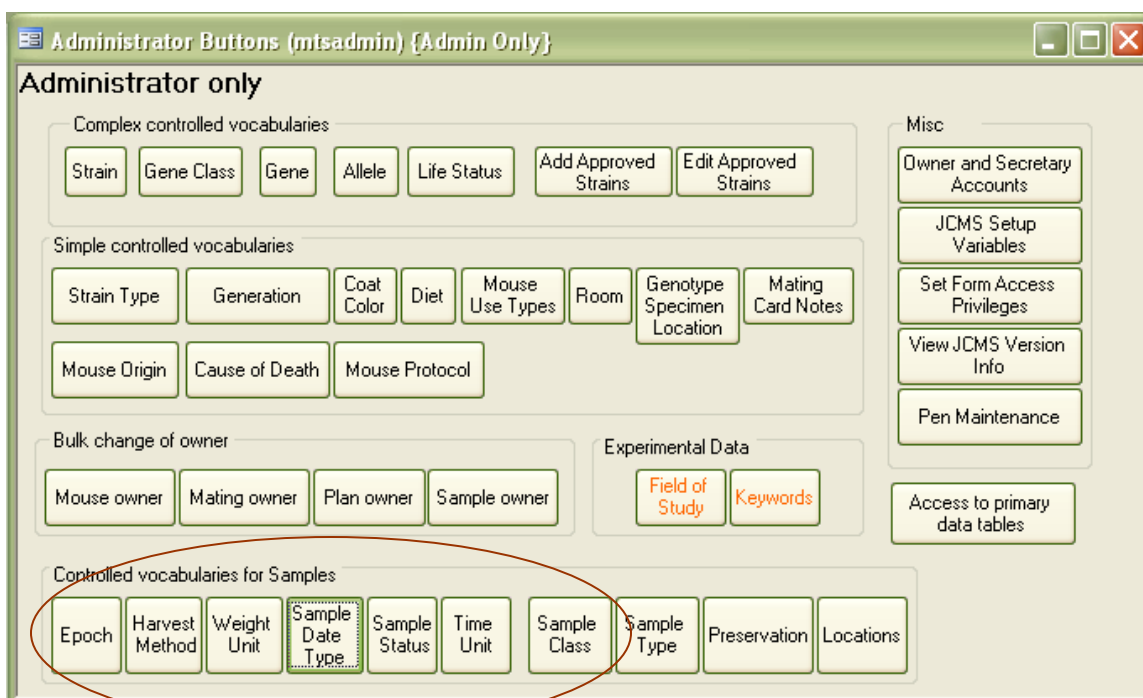 Administrator Buttons (mtsadmin) {Admin Only}
Administrator only
Complex controlled vocabularies
Strain
Gene Class
Gene
Allele
Life Status
Add Approved
Strains
Edit Approved
Strains
Simple controlled vocabularies
Strain Type
Generation
Coat
Color
Diet
Mouse
Use Types
Room
Genotype
Specimen
Location
Mating
Card Notes
Mouse Origin
Cause of Death
Mouse Protocol
Bulk change of owner
Mouse owner
Mating owner
Plan owner
Sample owner
Experimental Data
Field of
Study
Keywords
Misc
Owner and Secretary
Accounts
JCMS Setup
Variables
Set Form Access
Privileges
View JCMS Version
Info
Pen Maintenance
Access to primary
data tables
Controlled vocabularies for Samples
Epoch
Harvest
Method
Weight
Unit
Sample
Date
Type
Sample
Status
Time
Unit
Sample
Class
Sample
Type
Preservation
Locations